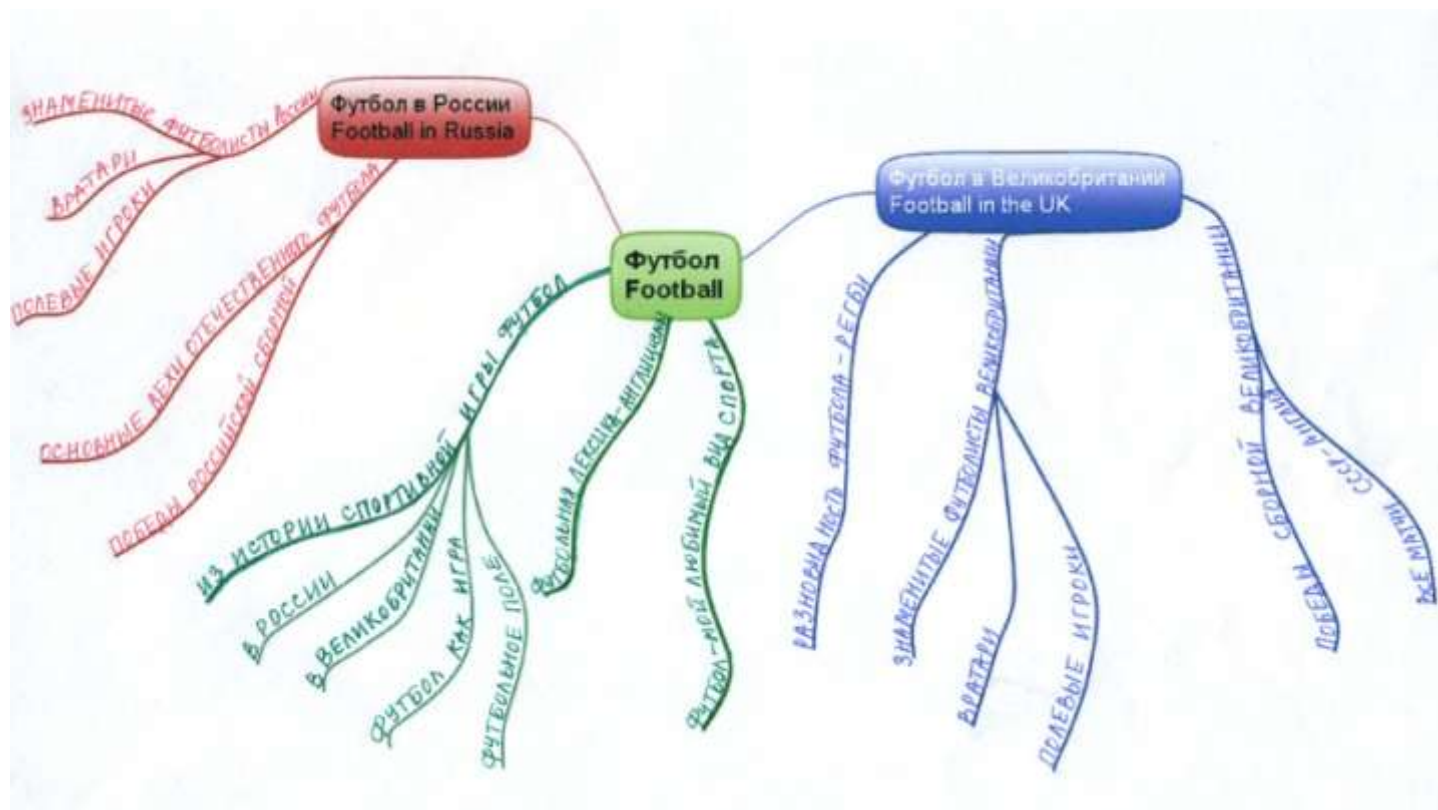 Футбол в России
Football in Russia
ЗНАМЕНИТЫЕ ФУТБОЛИСТЫ РОССИИ
ВРАТАРИ
ПОЛЕВЫЕ ИГРОКИ
ОСНОВНЫЕ ВЕХИ ОТЕЧЕСТВЕННОГО ФУТБОЛА
ПОБЕДЫ РОССИЙСКОЙ СБОРНОЙ
Футбол
Football
ИЗ ИСТОРИИ СПОРТИВНОЙ ИГРЫ ФУТБОЛ
В РОССИИ
В ВЕЛИКОБРИТАНИИ
ФУТБОЛ КАК ИГРА
ФУТБОЛЬНОЕ ПОЛЕ
ФУТБОЛЬНАЯ ЛЕКСИКА-АНГЛИЦИЗМЫ
ФУТБОЛ-МОЙ ЛЮБИМЫЙ ВИД СПОРТА
Футбол в Великобритании
Football in the UK
РАЗНОВИДНОСТЬ ФУТБОЛА-РЕГБИ
ЗНАМЕНИТЫЕ ФУТБОЛИСТЫ ВЕЛИКОБРИТАНИИ
ВРАТАРИ
ПОЛЕВЫЕ ИГРОКИ
ПОБЕДЫ СБОРНОЙ ВЕЛИКОБРИТАНИИ
ВСЕ МАТЧИ СССР-АНГЛИЯ